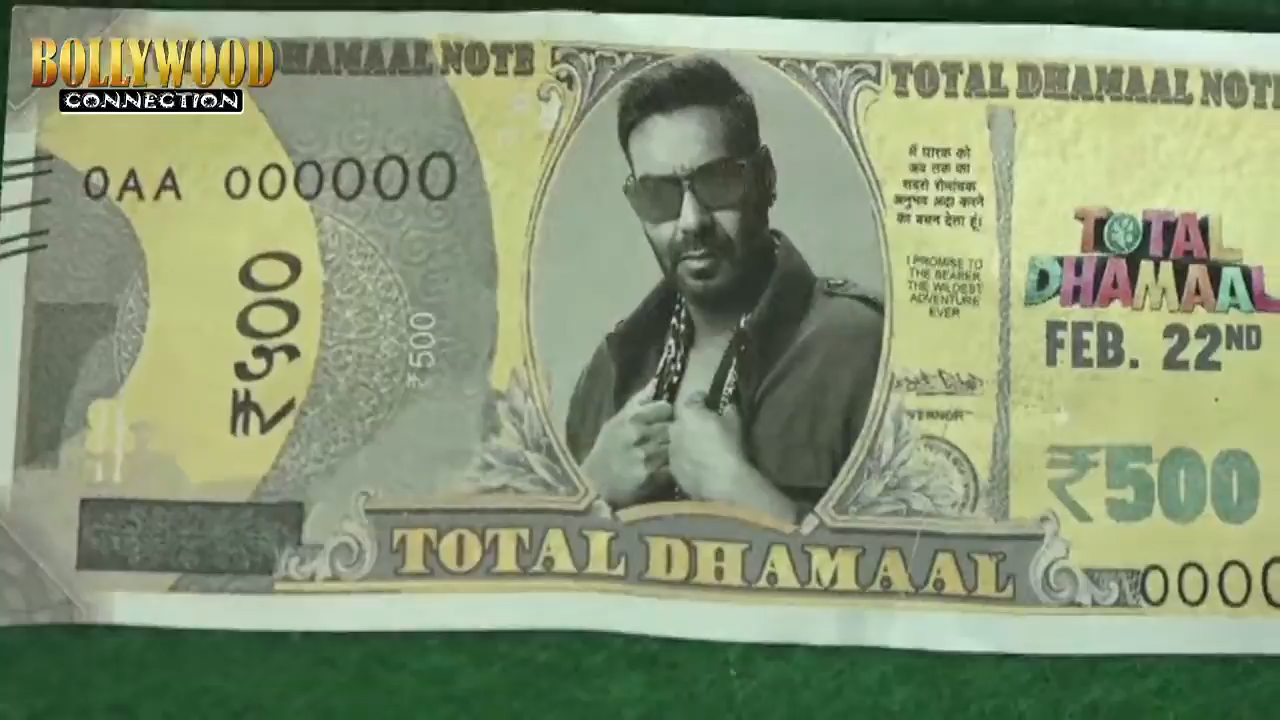 BOLLYWOOD
CONNECTION
DHAMAAL NOTE
TOTAL DHAMAAL NOTE
0AA 000000
₹५००
₹500
मैं धारक को
अब तक का
सबसे रोमांचक
अनुभव अदा करने
का वचन देता हूं।
I PROMISE TO
THE BEARER
THE WILDEST
ADVENTURE
EVER
TOTAL
DHAMAAL
FEB. 22ND
₹500
TOTAL DHAMAAL
0000